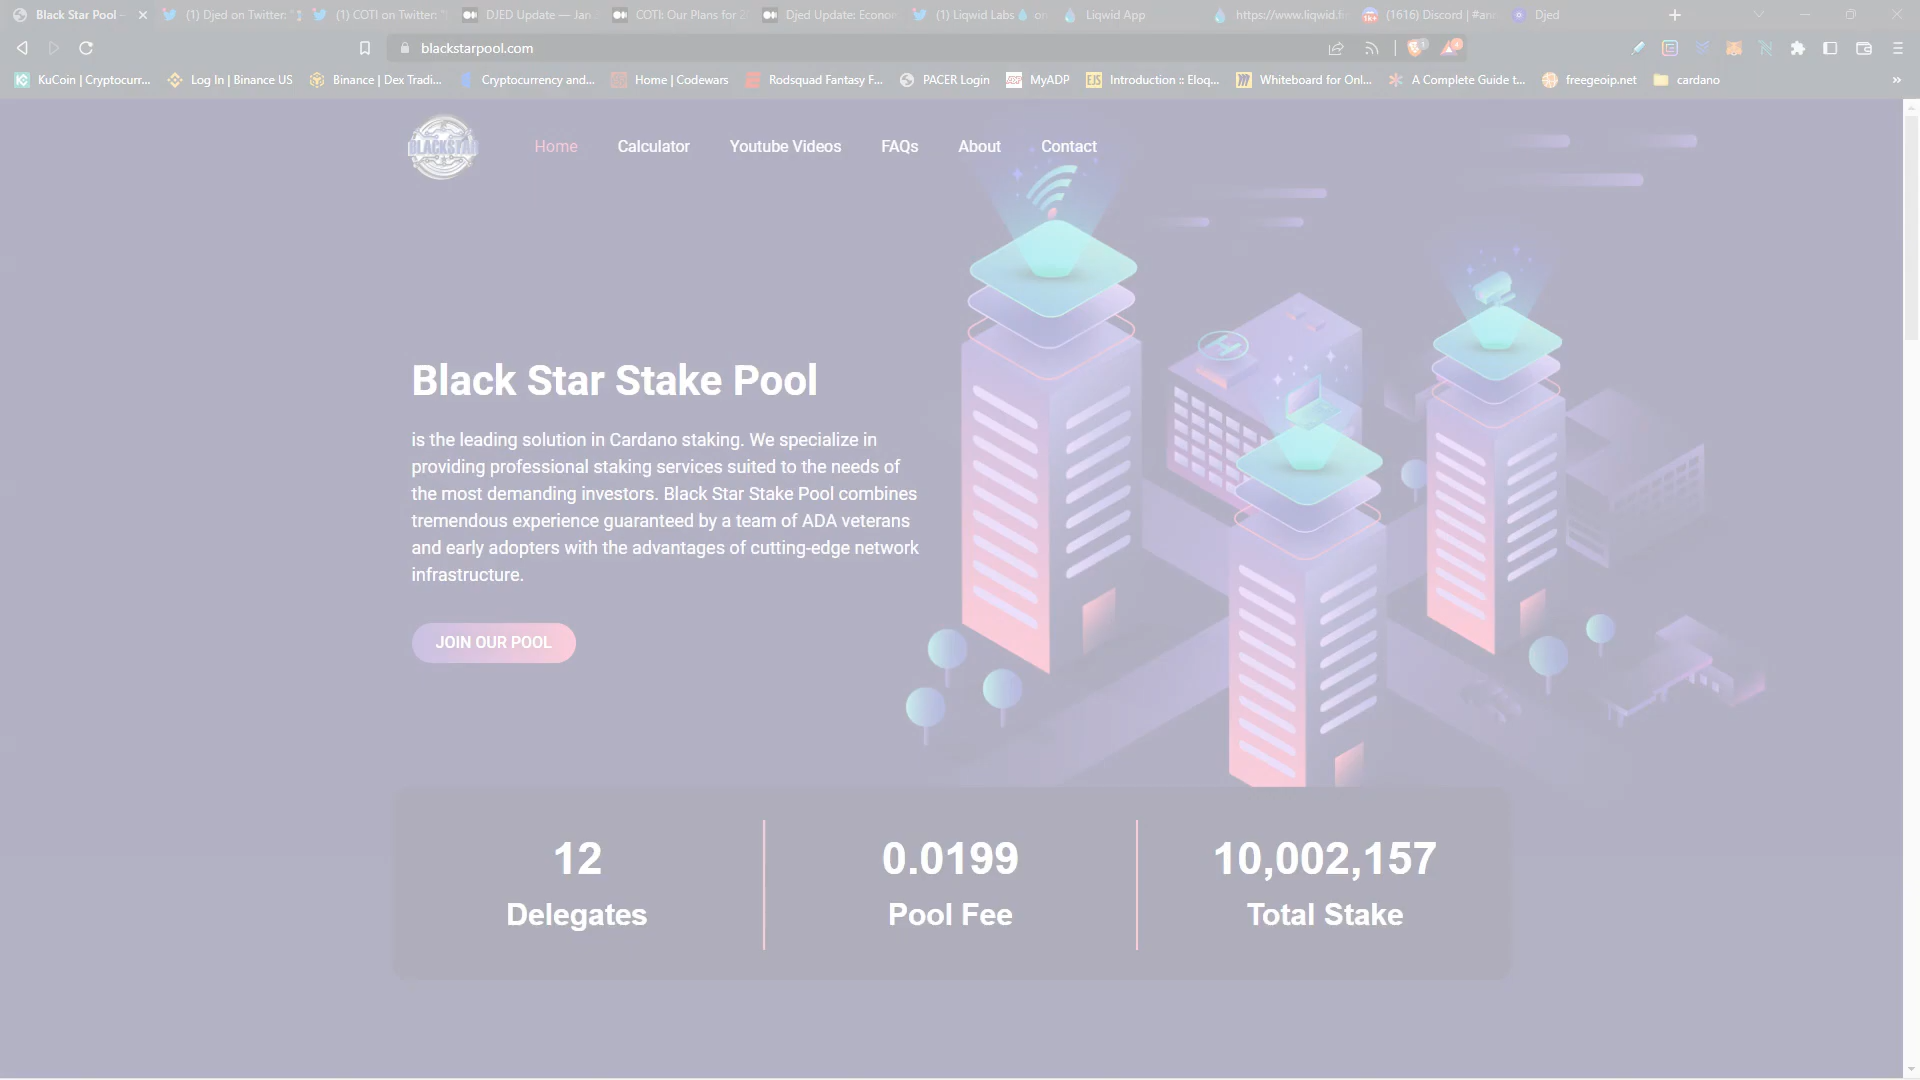 Black Star Pool -
(1) Djed on Twitter: "
(1) COTI on Twitter: "
DJED Update — Jan
COTI: Our Plans for 2
Djed Update: Econo
(1) Liqwid Labs on
Liqwid App
https://www.liqwid.fi
(1616) Discord | #an
Djed
blackstarpool.com
KuCoin | Cryptocurr...
Log In | Binance US
Binance | Dex Tradi...
Cryptocurrency and...
Home | Codewars
Rodsquad Fantasy F...
PACER Login
MyADP
Introduction :: Eloq...
Whiteboard for Onl...
A Complete Guide t...
freegeoip.net
cardano
»
BLACKSTAR
Home
Calculator
Youtube Videos
FAQs
About
Contact
Black Star Stake Pool
is the leading solution in Cardano staking. We specialize in
providing professional staking services suited to the needs of
the most demanding investors. Black Star Stake Pool combines
tremendous experience guaranteed by a team of ADA veterans
and early adopters with the advantages of cutting-edge network
infrastructure.
JOIN OUR POOL
12
Delegates
0.0199
Pool Fee
10,002,157
Total Stake